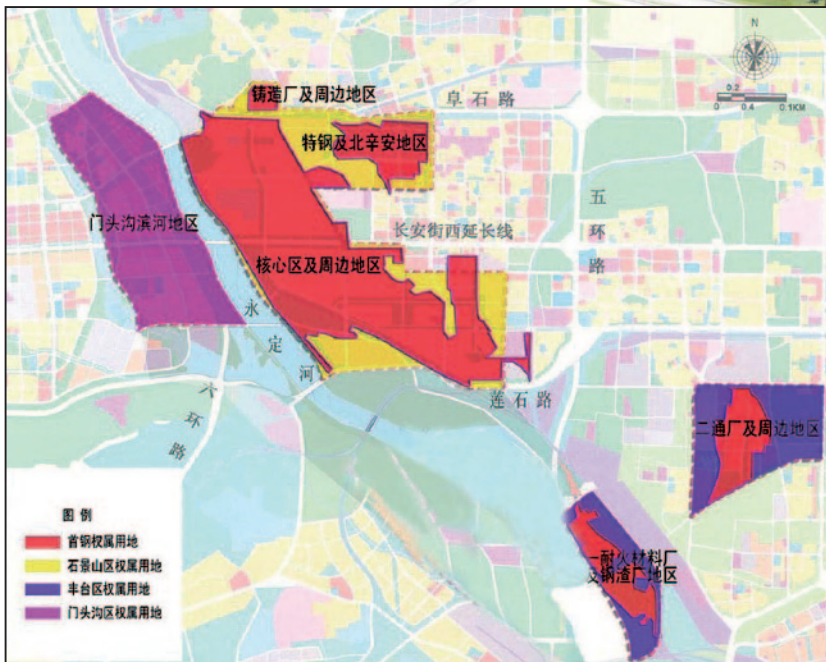 N
0.2
0 0.4 0.1KM
铸造厂及周边地区
阜石路
特钢及北辛安地区
五环路
门头沟滨河地区
长安街西延长线
核心区及周边地区
永定河
六环路
莲石路
二通厂及周边地区
一耐火材料厂
及钢渣厂地区
图例
首钢权属用地
石景山区权属用地
丰台区权属用地
门头沟区权属用地